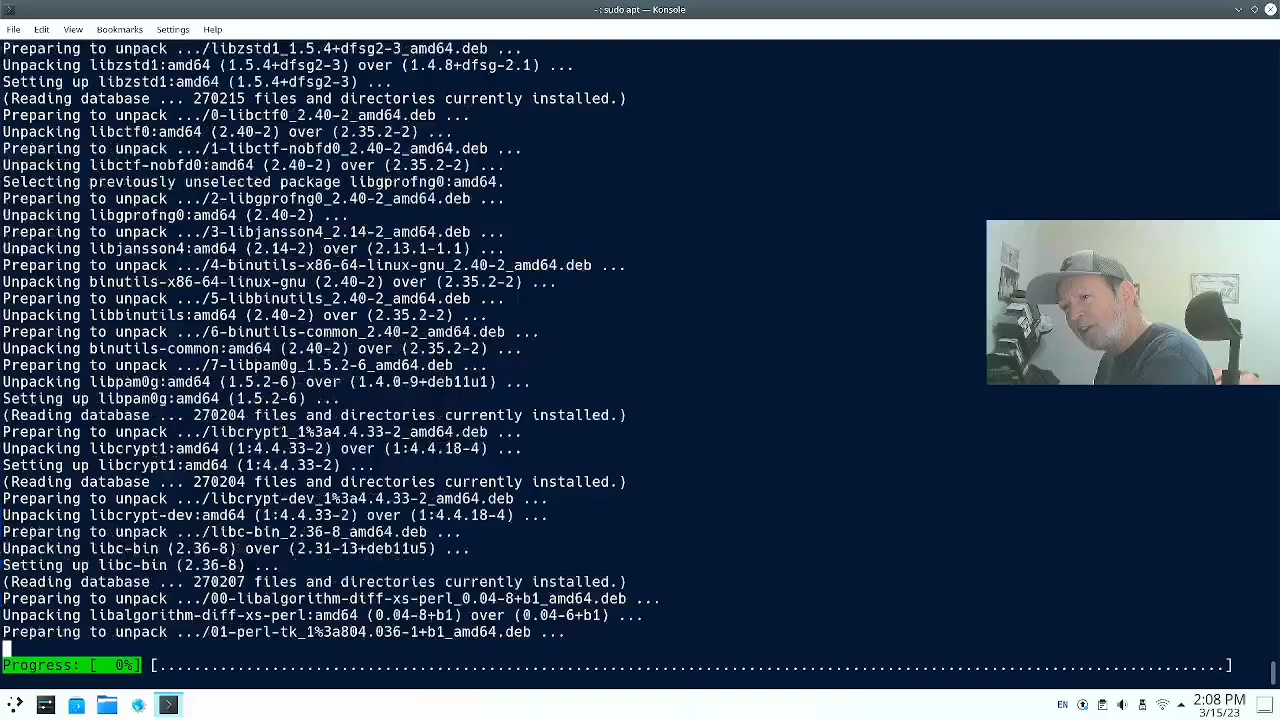 - : sudo apt — Konsole
File Edit View Bookmarks Settings Help
Preparing to unpack .../libzstd1_1.5.4+dfsg2-3_amd64.deb ...
Unpacking libzstd1:amd64 (1.5.4+dfsg2-3) over (1.4.8+dfsg-2.1) ...
Setting up libzstd1:amd64 (1.5.4+dfsg2-3) ...
(Reading database ... 270215 files and directories currently installed.)
Preparing to unpack .../0-libctf0_2.40-2_amd64.deb ...
Unpacking libctf0:amd64 (2.40-2) over (2.35.2-2) ...
Preparing to unpack .../1-libctf-nobfd0_2.40-2_amd64.deb ...
Unpacking libctf-nobfd0:amd64 (2.40-2) over (2.35.2-2) ...
Selecting previously unselected package libgprofng0:amd64.
Preparing to unpack .../2-libgprofng0_2.40-2_amd64.deb ...
Unpacking libgprofng0:amd64 (2.40-2) ...
Preparing to unpack .../3-libjansson4_2.14-2_amd64.deb ...
Unpacking libjansson4:amd64 (2.14-2) over (2.13.1-1.1) ...
Preparing to unpack .../4-binutils-x86-64-linux-gnu_2.40-2_amd64.deb ...
Unpacking binutils-x86-64-linux-gnu (2.40-2) over (2.35.2-2) ...
Preparing to unpack .../5-libbinutils_2.40-2_amd64.deb ...
Unpacking libbinutils:amd64 (2.40-2) over (2.35.2-2) ...
Preparing to unpack .../6-binutils-common_2.40-2_amd64.deb ...
Unpacking binutils-common:amd64 (2.40-2) over (2.35.2-2) ...
Preparing to unpack .../7-libpam0g_1.5.2-6_amd64.deb ...
Unpacking libpam0g:amd64 (1.5.2-6) over (1.4.0-9+deb11u1) ...
Setting up libpam0g:amd64 (1.5.2-6) ...
(Reading database ... 270204 files and directories currently installed.)
Preparing to unpack .../libcrypt1_1%3a4.4.33-2_amd64.deb ...
Unpacking libcrypt1:amd64 (1:4.4.33-2) over (1:4.4.18-4) ...
Setting up libcrypt1:amd64 (1:4.4.33-2) ...
(Reading database ... 270204 files and directories currently installed.)
Preparing to unpack .../libcrypt-dev_1%3a4.4.33-2_amd64.deb ...
Unpacking libcrypt-dev:amd64 (1:4.4.33-2) over (1:4.4.18-4) ...
Preparing to unpack .../libc-bin_2.36-8_amd64.deb ...
Unpacking libc-bin (2.36-8) over (2.31-13+deb11u5) ...
Setting up libc-bin (2.36-8) ...
(Reading database ... 270207 files and directories currently installed.)
Preparing to unpack .../00-libalgorithm-diff-xs-perl_0.04-8+b1_amd64.deb ...
Unpacking libalgorithm-diff-xs-perl:amd64 (0.04-8+b1) over (0.04-6+b1) ...
Preparing to unpack .../01-perl-tk_1%3a804.036-1+b1_amd64.deb ...
Progress: [  0%] [..........................................................................................................................]
EN 2:08 PM
3/15/23